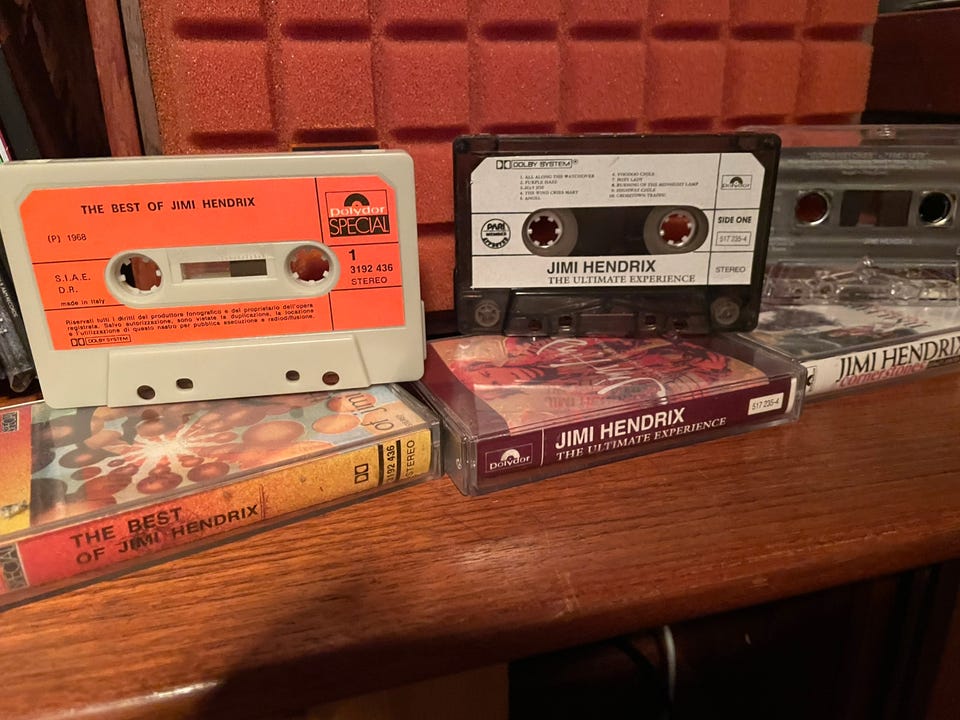 THE BEST OF JIMI HENDRIX
polydor
SPECIAL
(P) 1968
1
3192 436
STEREO
S.I.A.E.
D.R.
made in Italy
Riservati tutti i diritti del produttore fonografico e del proprietario dell'opera
registrata. Salvo autorizzazione, sono vietate la duplicazione, la locazione
e l'utilizzazione di questo nastro per pubblica esecuzione e radiodiffusione.
DOLBY SYSTEM
of Jimi
3192 436
STEREO
THE BEST
OF JIMI HENDRIX
DOLBY SYSTEM
1. ALL ALONG THE WATCHTOWER
2. PURPLE HAZE
3. HEY JOE
4. THE WIND CRIES MARY
5. ANGEL
6. VOODOO CHILE
7. FOXY LADY
8. BURNING OF THE MIDNIGHT LAMP
9. HIGHWAY CHILE
10. CROSSTOWN TRAFFIC
polydor
PARI
SIDE ONE
517 235-4
STEREO
JIMI HENDRIX
THE ULTIMATE EXPERIENCE
polydor
JIMI HENDRIX
THE ULTIMATE EXPERIENCE
517 235-4
JIMI HENDRIX
cornerstones